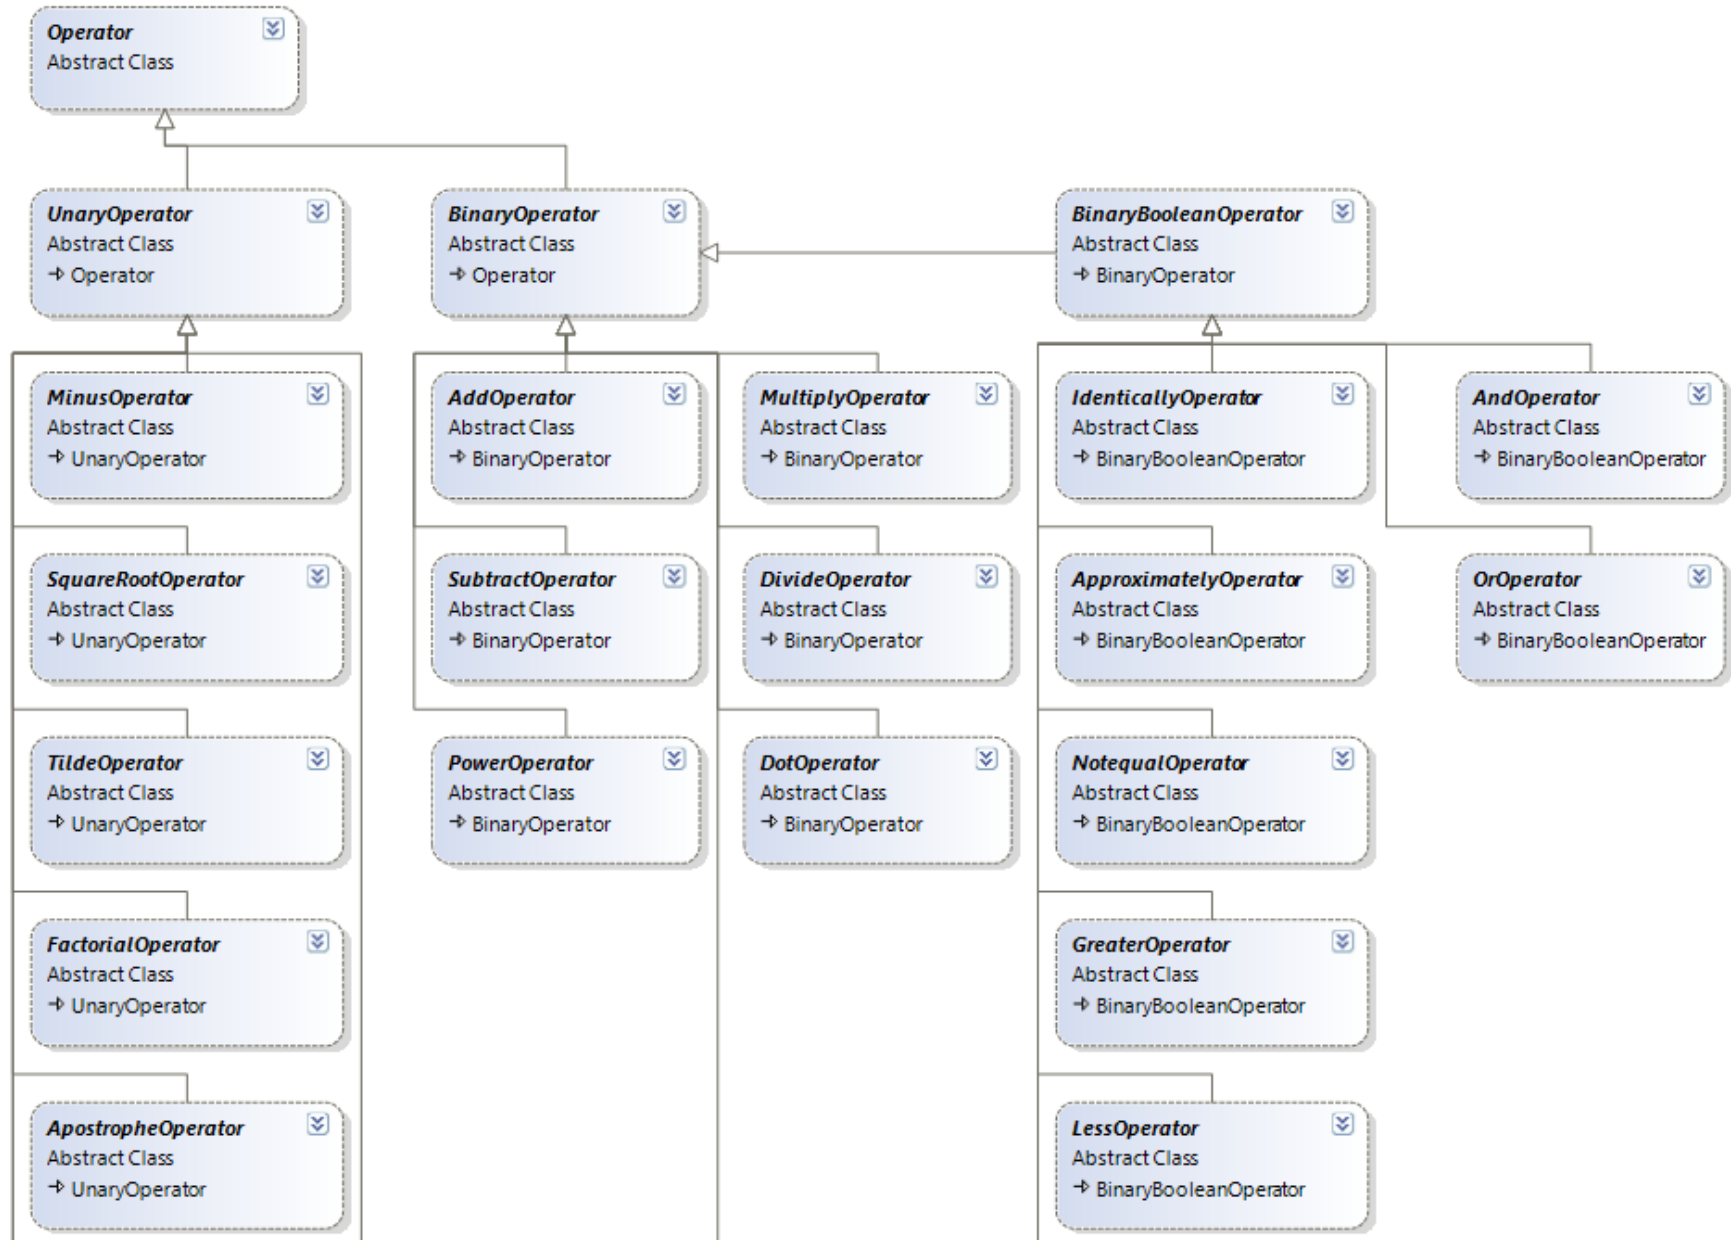 Operator
Abstract Class
UnaryOperator
Abstract Class
Operator
BinaryOperator
Abstract Class
Operator
BinaryBooleanOperator
Abstract Class
BinaryOperator
MinusOperator
Abstract Class
UnaryOperator
AddOperator
Abstract Class
BinaryOperator
MultiplyOperator
Abstract Class
BinaryOperator
IdenticallyOperator
Abstract Class
BinaryBooleanOperator
AndOperator
Abstract Class
BinaryBooleanOperator
SquareRootOperator
Abstract Class
UnaryOperator
SubtractOperator
Abstract Class
BinaryOperator
DivideOperator
Abstract Class
BinaryOperator
ApproximatelyOperator
Abstract Class
BinaryBooleanOperator
OrOperator
Abstract Class
BinaryBooleanOperator
TildeOperator
Abstract Class
UnaryOperator
PowerOperator
Abstract Class
BinaryOperator
DotOperator
Abstract Class
BinaryOperator
NotequalOperator
Abstract Class
BinaryBooleanOperator
FactorialOperator
Abstract Class
UnaryOperator
GreaterOperator
Abstract Class
BinaryBooleanOperator
ApostropheOperator
Abstract Class
UnaryOperator
LessOperator
Abstract Class
BinaryBooleanOperator